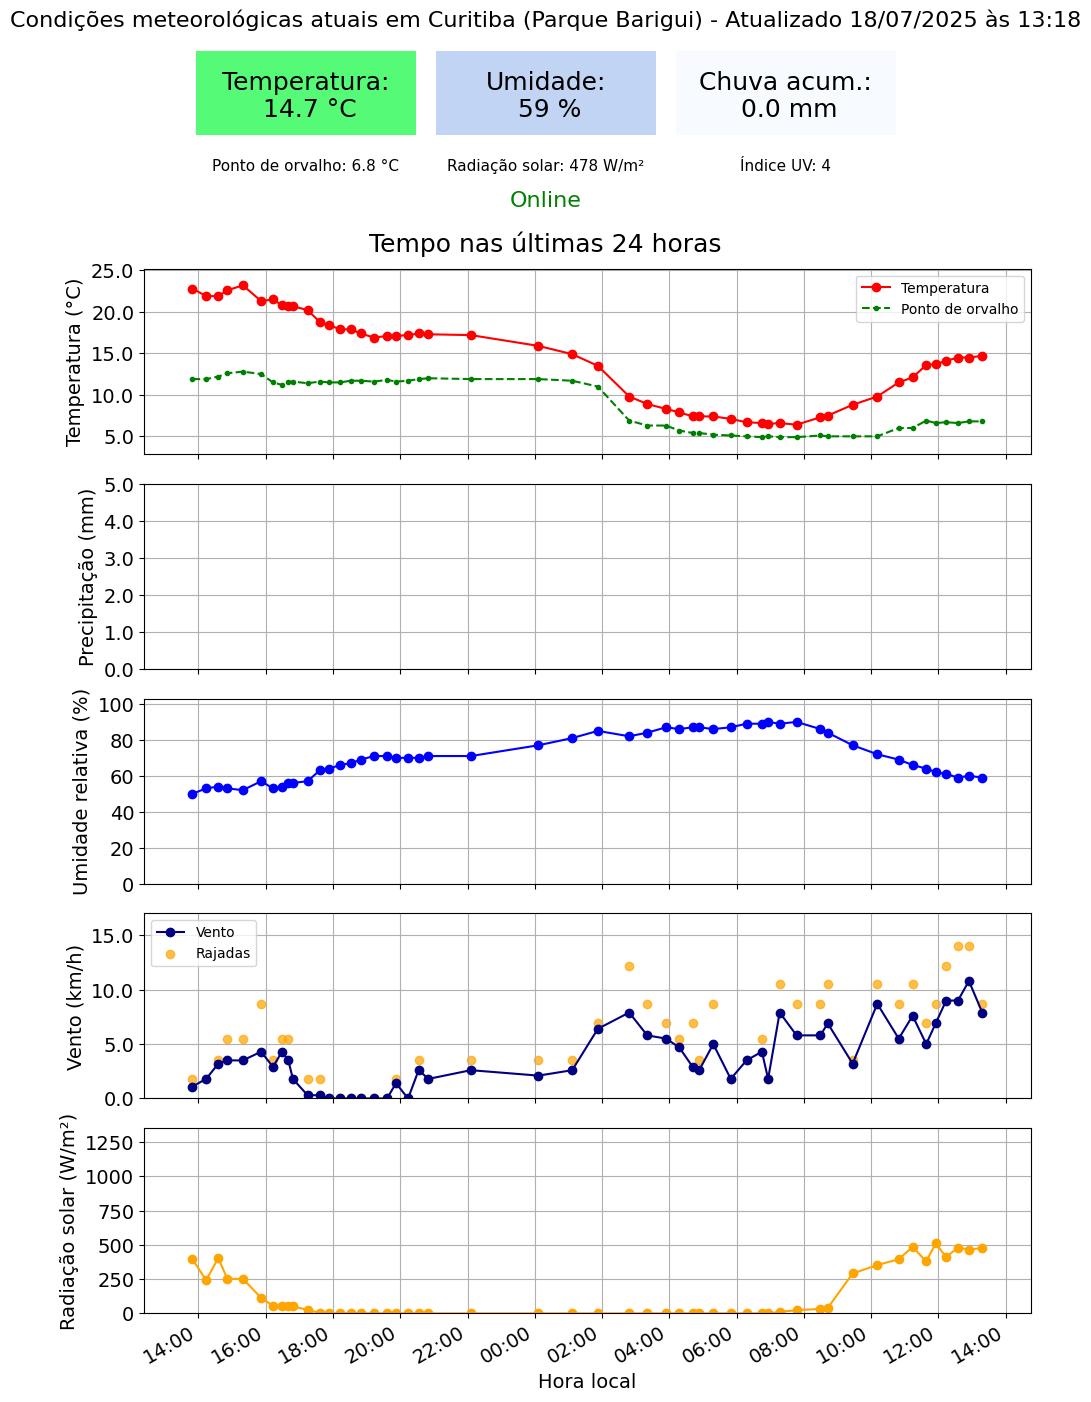 Condições meteorológicas atuais em Curitiba (Parque Barigui) - Atualizado 18/07/2025 às 13:18
Temperatura:
14.7 °C
Umidade:
59 %
Chuva acum.:
0.0 mm
Ponto de orvalho: 6.8 °C
Radiação solar: 478 W/m²
Índice UV: 4
Online
Tempo nas últimas 24 horas
Temperatura (°C)
25.0
20.0
15.0
10.0
5.0
Temperatura
Ponto de orvalho
Precipitação (mm)
5.0
4.0
3.0
2.0
1.0
0.0
Umidade relativa (%)
100
80
60
40
20
0
Vento (km/h)
15.0
10.0
5.0
0.0
Vento
Rajadas
Radiação solar (W/m²)
1250
1000
750
500
250
0
14:00
16:00
18:00
20:00
22:00
00:00
02:00
04:00
06:00
08:00
10:00
12:00
14:00
Hora local